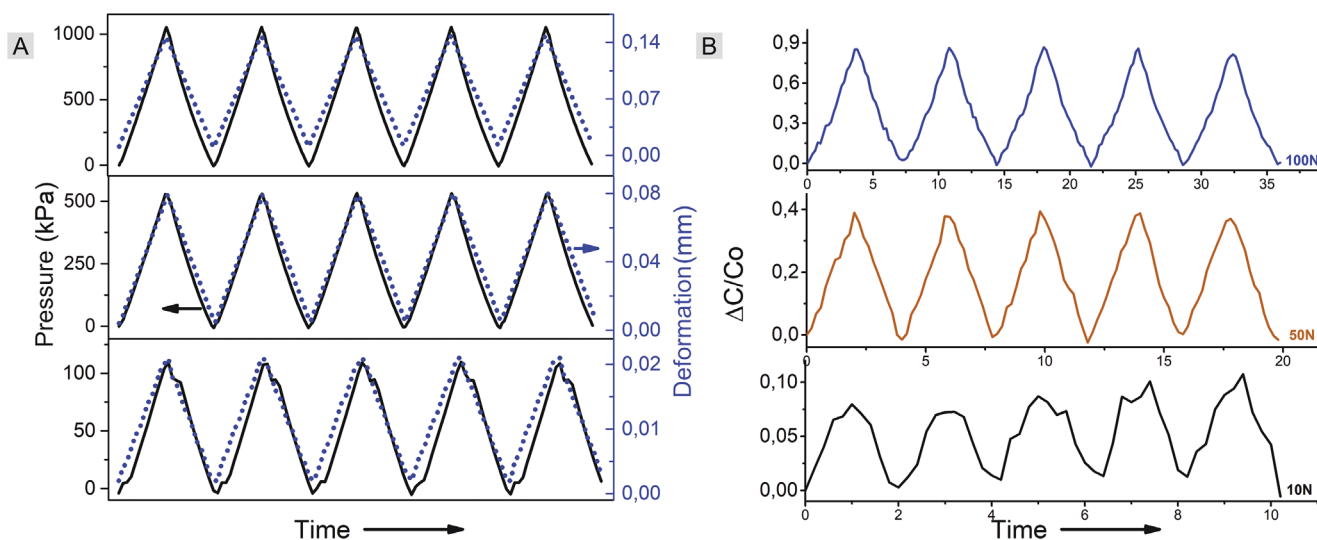 A
1000
500
0
0,14
0,07
0,00
500
250
0
0,08
0,04
0,00
100
50
0
0,02
0,01
0,00
Pressure (kPa)
Deformation(mm)
Time
B
0,9
0,6
0,3
0,0
100N
0 5 10 15 20 25 30 35
0,4
0,2
0,0
50N
0 5 10 15 20
0,10
0,05
0,00
10N
0 2 4 6 8 10
ΔC/Co
Time